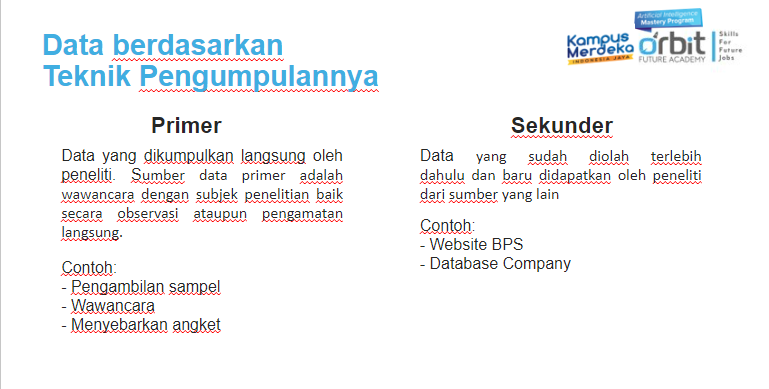 Data berdasarkan
Teknik Pengumpulannya
Artificial Intelligence
Mastery Program
Kampus
Merdeka
INDONESIA JAYA
Orbit
FUTURE ACADEMY
Skills
For
Future
Jobs
Primer
Data yang dikumpulkan langsung oleh
peneliti. Sumber data primer adalah
wawancara dengan subjek penelitian baik
secara observasi ataupun pengamatan
langsung.
Contoh:
- Pengambilan sampel
- Wawancara
- Menyebarkan angket
Sekunder
Data yang sudah diolah terlebih
dahulu dan baru didapatkan oleh peneliti
dari sumber yang lain
Contoh:
- Website BPS
- Database Company